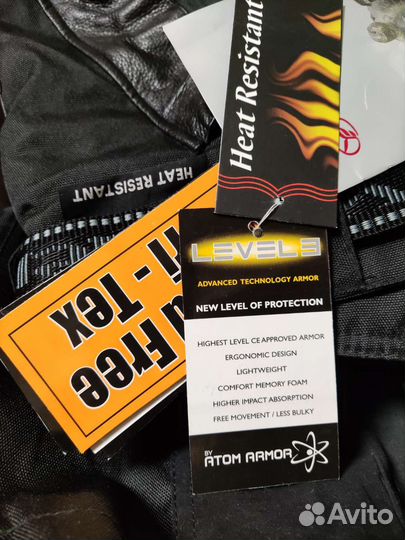 Heat Resistant
HEAT RESISTANT
Free
Tex
LEVEL 3
ADVANCED TECHNOLOGY ARMOR
NEW LEVEL OF PROTECTION
HIGHEST LEVEL CE APPROVED ARMOR
ERGONOMIC DESIGN
LIGHTWEIGHT
COMFORT MEMORY FOAM
HIGHER IMPACT ABSORPTION
FREE MOVEMENT / LESS BULKY
BY ATOM ARMOR
Avito